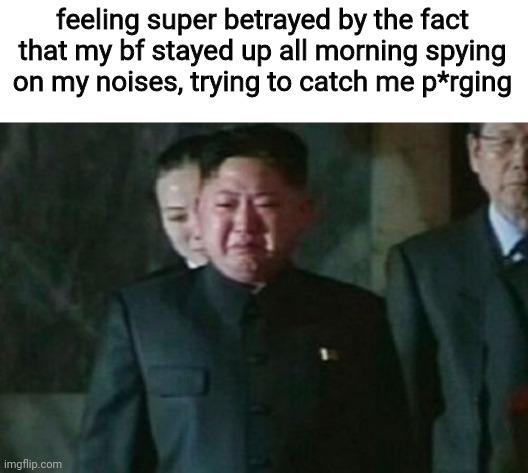 feeling super betrayed by the fact
that my bf stayed up all morning spying
on my noises, trying to catch me p*rging
imgflip.com